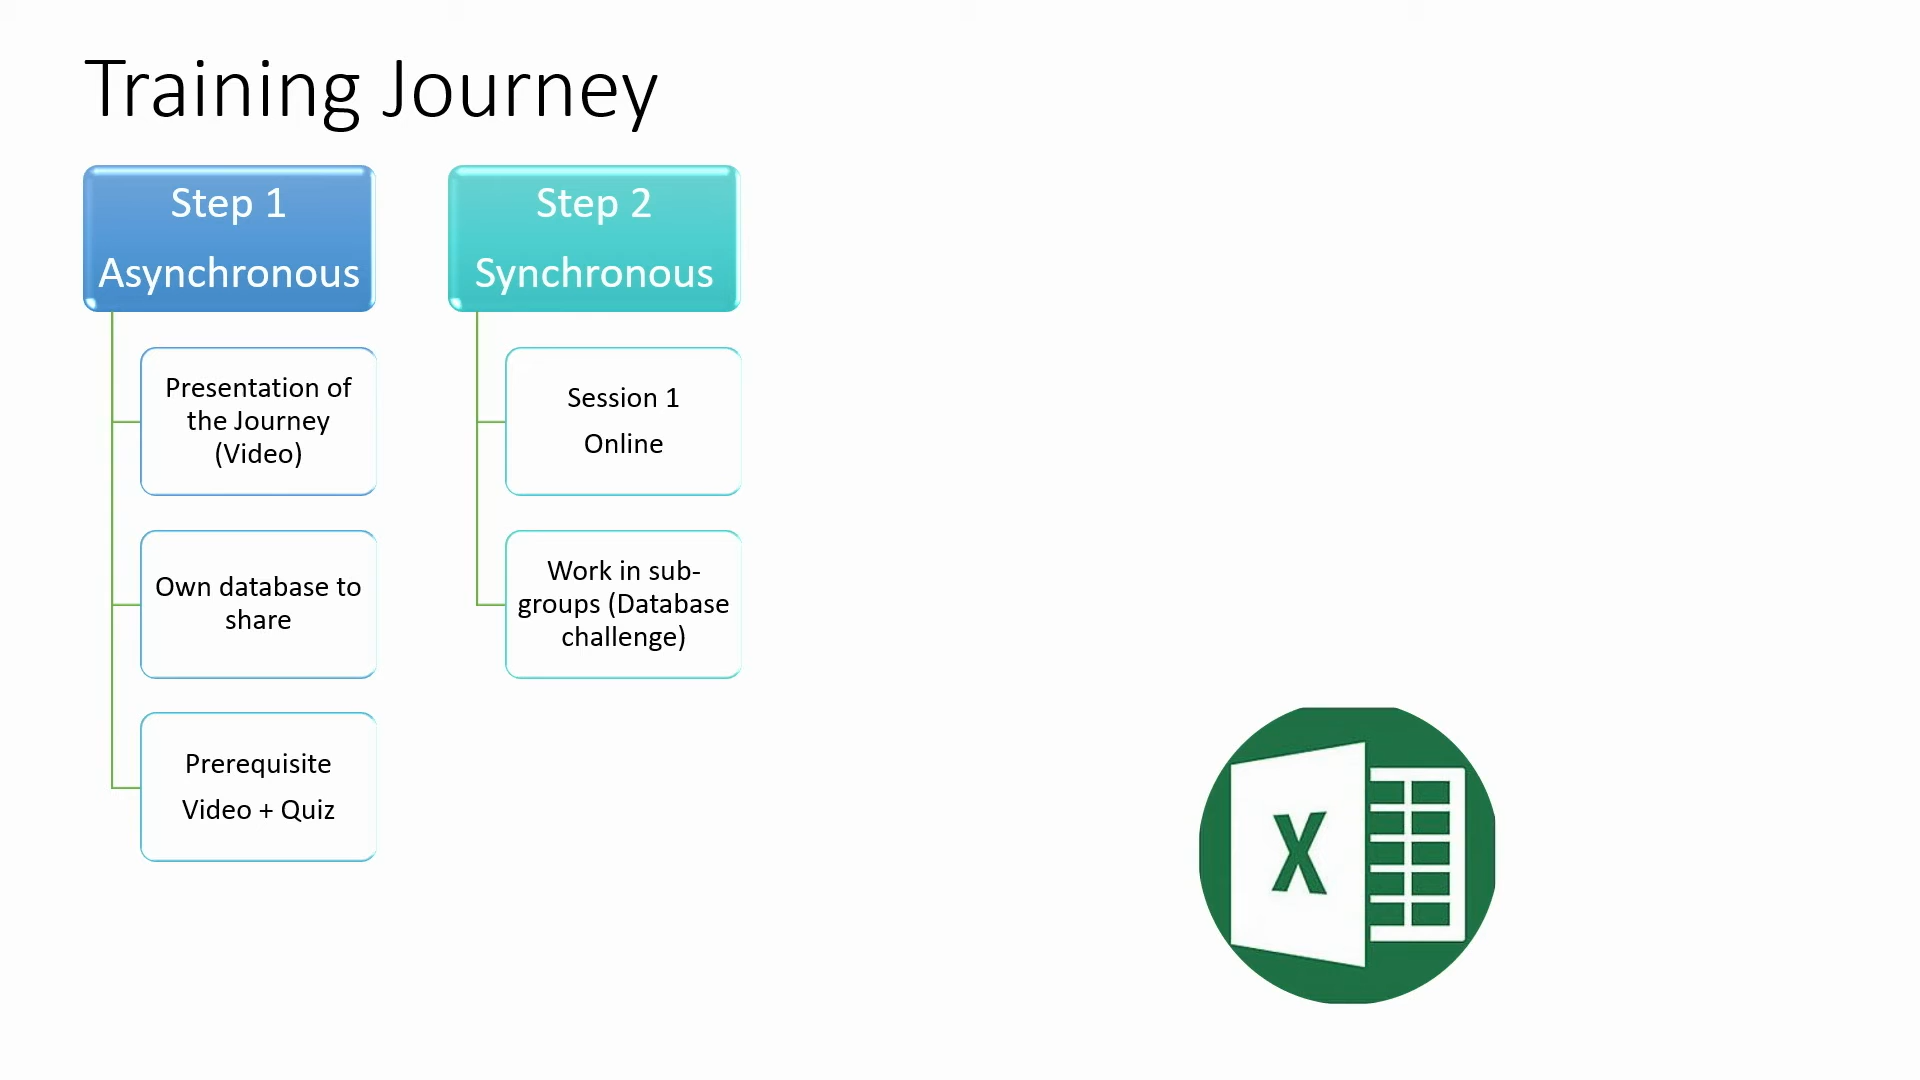 Training Journey
Step 1
Asynchronous
Presentation of
the Journey
(Video)
Own database to
share
Prerequisite
Video + Quiz
Step 2
Synchronous
Session 1
Online
Work in sub-
groups (Database
challenge)
X